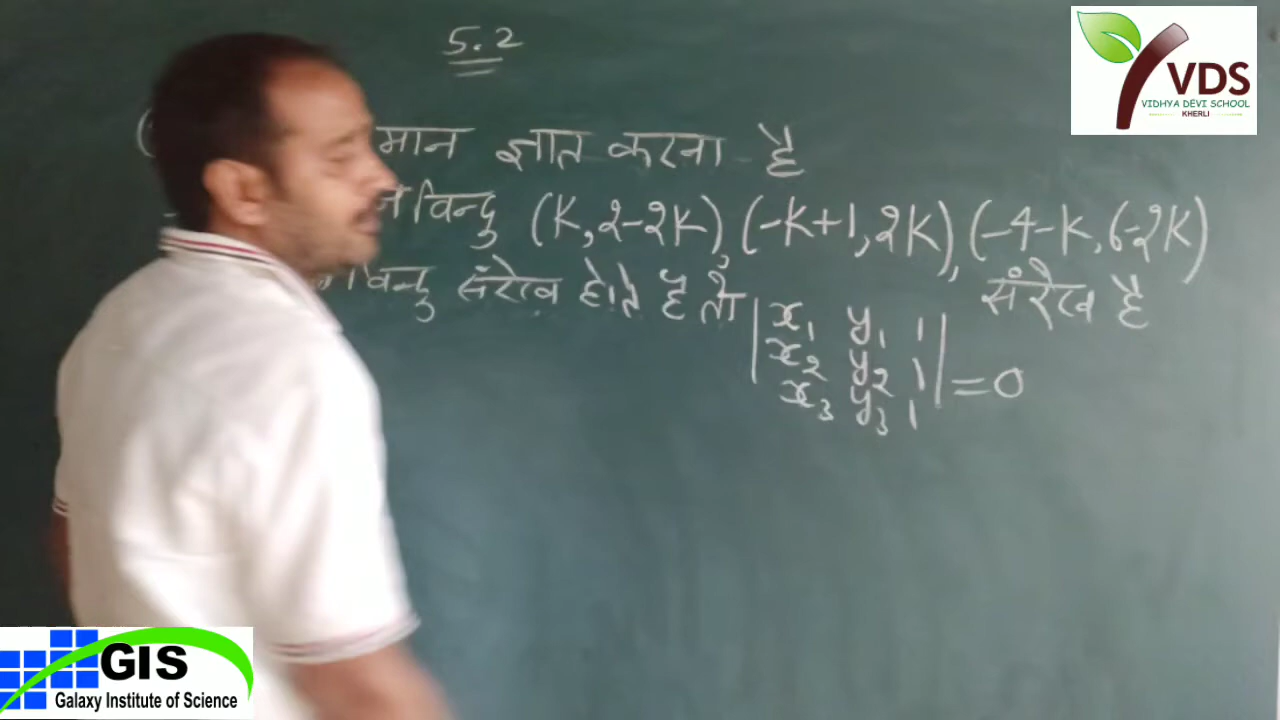 5.2
मान ज्ञात करना है
बिन्दु (K, 2-2K), (-K+1, 2K), (-4-K, 6-2K)
बिन्दु संरेख होते है तो
संरेख है
| x₁ y₁ 1 |
| x₂ y₂ 1 | = 0
| x₃ y₃ 1 |
VDS
VIDHYA DEVI SCHOOL
KHERLI
GIS
Galaxy Institute of Science